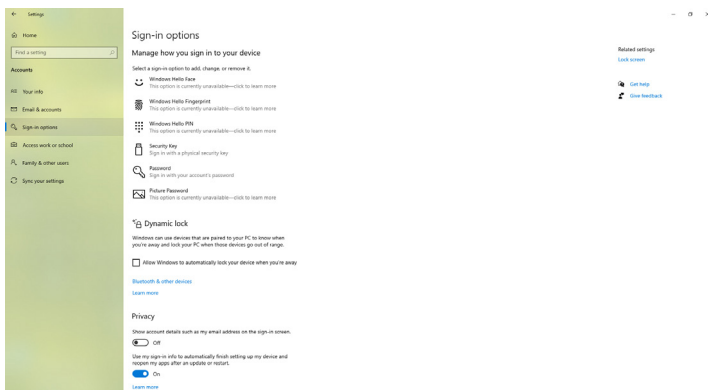 Settings
Home
Find a setting
Accounts
Your info
Email & accounts
Sign-in options
Access work or school
Family & other users
Sync your settings
Sign-in options
Manage how you sign in to your device
Select a sign-in option to add, change, or remove it.
Windows Hello Face
This option is currently unavailable—click to learn more
Windows Hello Fingerprint
This option is currently unavailable—click to learn more
Windows Hello PIN
This option is currently unavailable—click to learn more
Security Key
Sign in with a physical security key
Password
Sign in with your account's password
Picture Password
This option is currently unavailable—click to learn more
Dynamic lock
Windows can use devices that are paired to your PC to know when
you're away and lock your PC when those devices go out of range.
Allow Windows to automatically lock your device when you're away
Bluetooth & other devices
Learn more
Privacy
Show account details such as my email address on the sign-in screen.
Off
Use my sign-in info to automatically finish setting up my device and
reopen my apps after an update or restart.
On
Learn more
Related settings
Lock screen
Get help
Give feedback